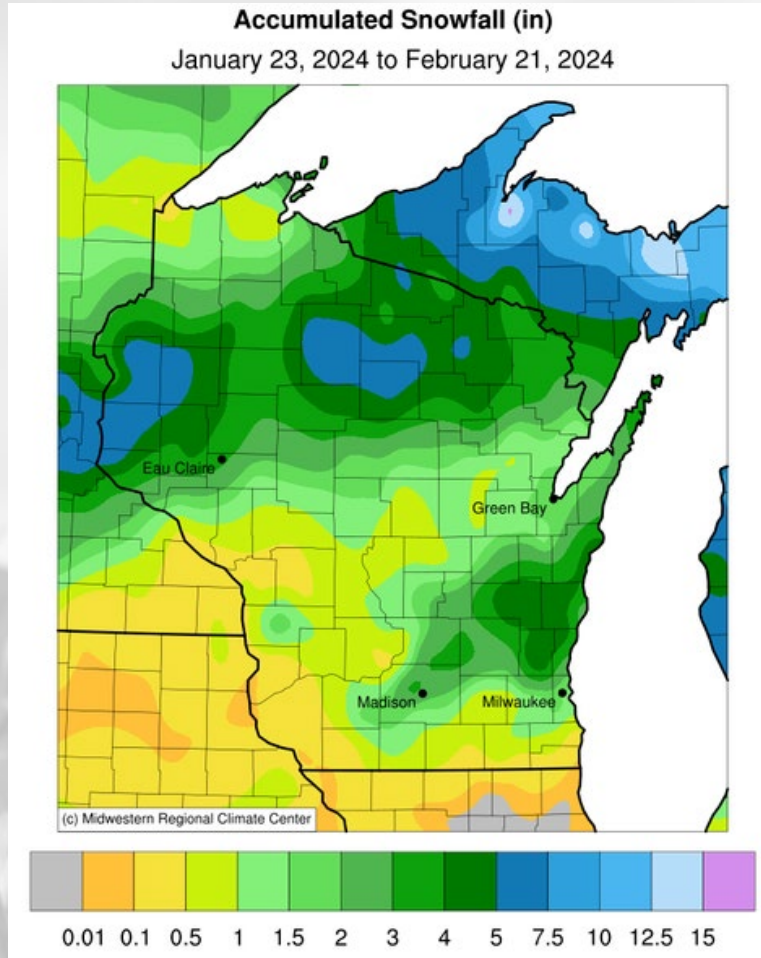 Accumulated Snowfall (in)
January 23, 2024 to February 21, 2024
Eau Claire
Green Bay
Madison
Milwaukee
(c) Midwestern Regional Climate Center
0.01 0.1 0.5 1 1.5 2 3 4 5 7.5 10 12.5 15